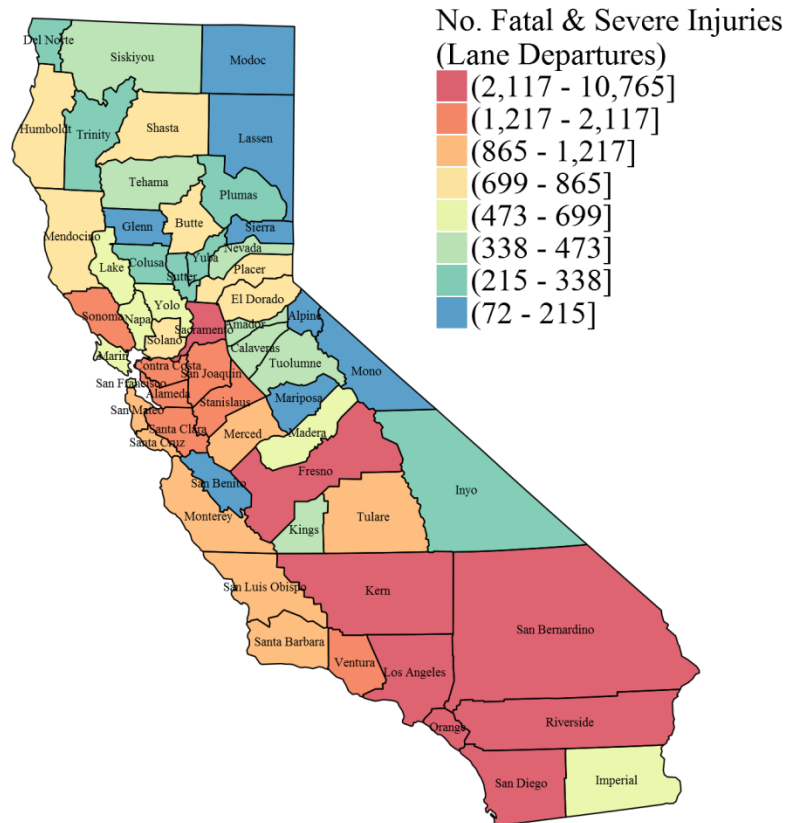 No. Fatal & Severe Injuries
(Lane Departures)
(2,117 - 10,765]
(1,217 - 2,117]
(865 - 1,217]
(699 - 865]
(473 - 699]
(338 - 473]
(215 - 338]
(72 - 215]
Del Norte
Siskiyou
Modoc
Humboldt
Trinity
Shasta
Lassen
Tehama
Plumas
Mendocino
Glenn
Butte
Sierra
Lake
Colusa
Sutter
Yuba
Nevada
Placer
El Dorado
Sonoma
Napa
Yolo
Sacramento
Amador
Alpine
Solano
Marin
Calaveras
Tuolumne
Mono
Contra Costa
San Joaquin
San Francisco
Alameda
Stanislaus
Mariposa
San Mateo
Santa Clara
Santa Cruz
Merced
Madera
San Benito
Fresno
Inyo
Monterey
Kings
Tulare
San Luis Obispo
Kern
San Bernardino
Santa Barbara
Ventura
Los Angeles
Orange
Riverside
San Diego
Imperial